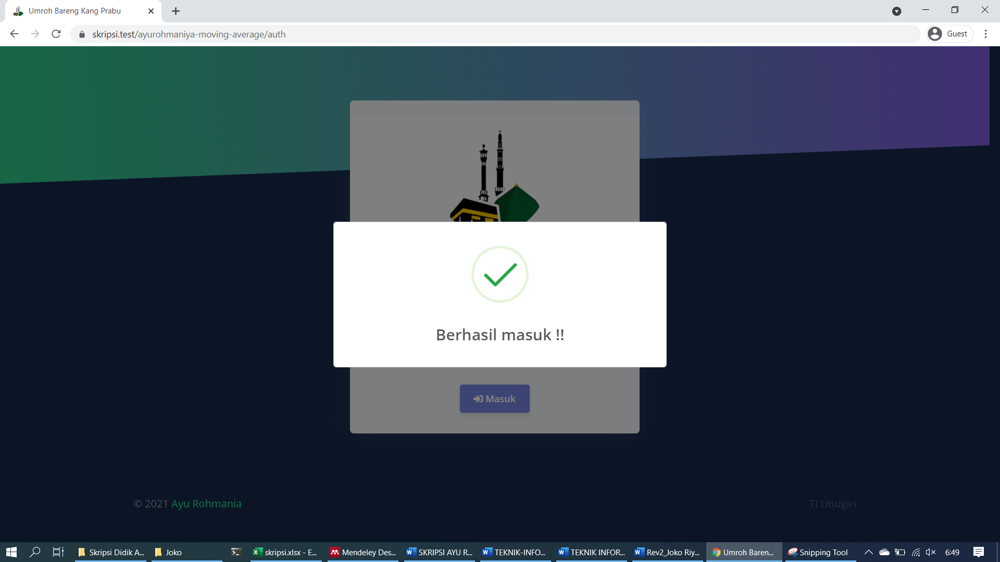 Umroh Bareng Kang Prabu
skripsi.test/ayurohmaniya-moving-average/auth
Guest
Berhasil masuk !!
Masuk
© 2021 Ayu Rohmania
TI Unugiri
Skripsi Didik A...
Joko
skripsi.xlsx - E...
Mendeley Des...
SKRIPSI AYU R...
TEKNIK-INFO...
TEKNIK INFOR...
Rev2_Joko Riy...
Umroh Baren...
Snipping Tool
6:49